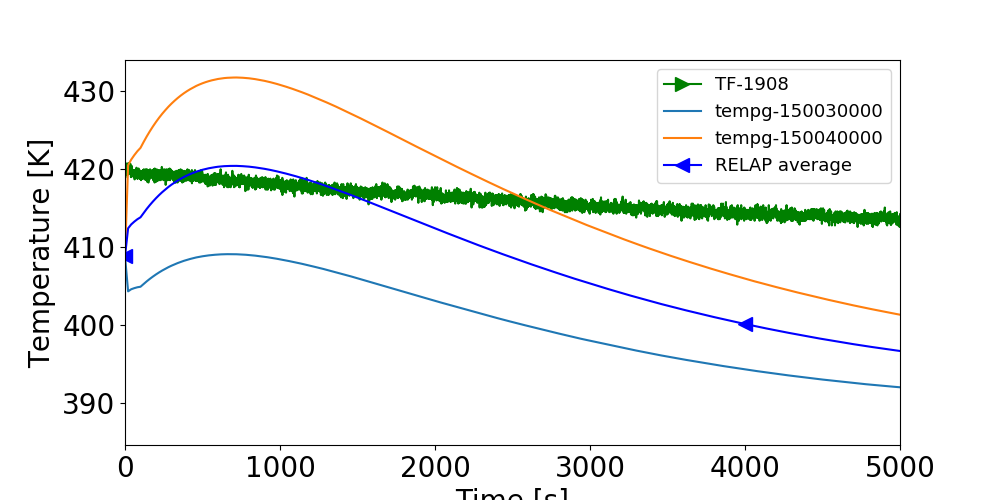 430
420
410
400
390
Temperature [K]
TF-1908
tempg-150030000
tempg-150040000
RELAP average
0 1000 2000 3000 4000 5000
Time [s]